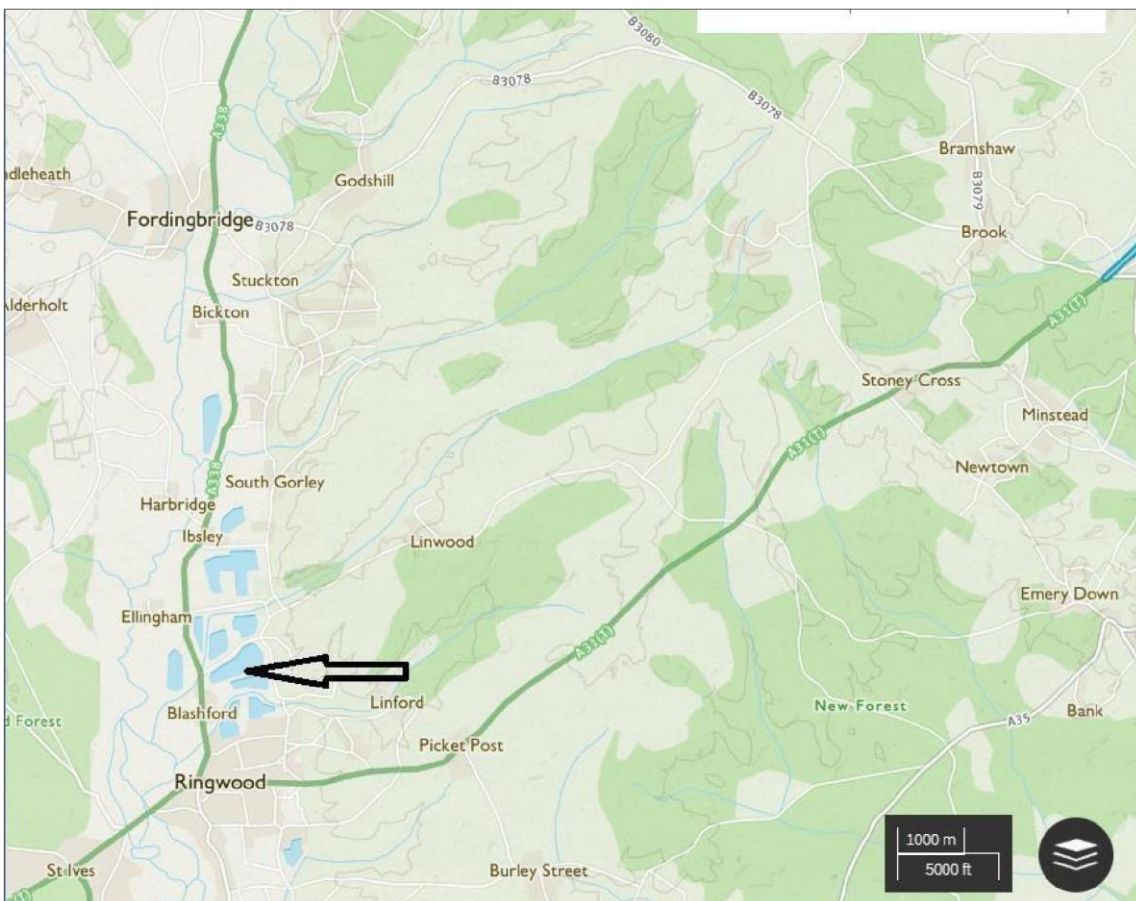 B3080
B3078
B3078
A338
Bramshaw
dleheath
Godshill
B3079
Fordingbridge
B3078
Brook
Stuckton
Alderholt
Bickton
A31(T)
Stoney Cross
Minstead
A31(T)
Newtown
A338
South Gorley
Harbridge
Ibsley
Linwood
Emery Down
Ellingham
A31(T)
Linford
New Forest
Bank
Blashford
A35
d Forest
Picket Post
Ringwood
1000 m
St Ives
Burley Street
5000 ft
(T)